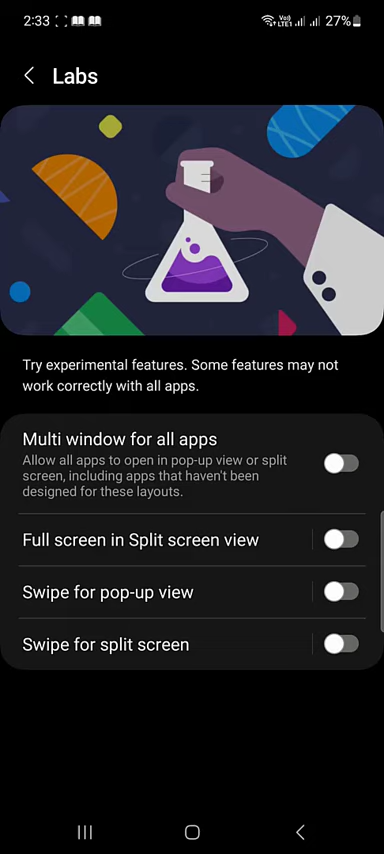 2:33 27%
Labs
Try experimental features. Some features may not
work correctly with all apps.
Multi window for all apps
Allow all apps to open in pop-up view or split
screen, including apps that haven't been
designed for these layouts.
Full screen in Split screen view
Swipe for pop-up view
Swipe for split screen